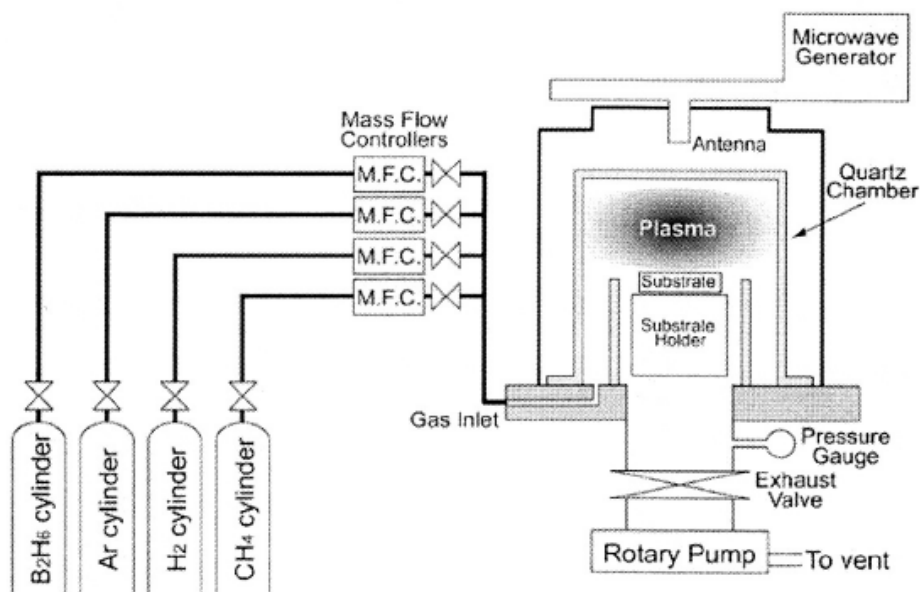 Microwave
Generator
Mass Flow
Controllers
Antenna
M.F.C.
M.F.C.
M.F.C.
M.F.C.
Quartz
Chamber
Plasma
Substrate
Substrate
Holder
Gas Inlet
Pressure
Gauge
Exhaust
Valve
Rotary Pump
To vent
B2H6 cylinder
Ar cylinder
H2 cylinder
CH4 cylinder